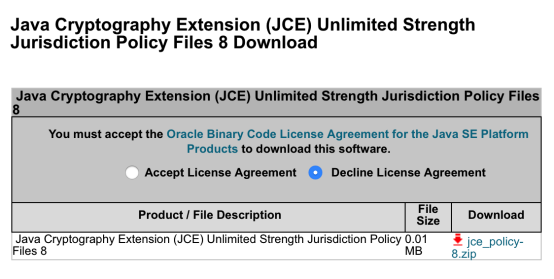 Java Cryptography Extension (JCE) Unlimited Strength
Jurisdiction Policy Files 8 Download
Java Cryptography Extension (JCE) Unlimited Strength Jurisdiction Policy Files
8
You must accept the Oracle Binary Code License Agreement for the Java SE Platform
Products to download this software.
Accept License Agreement Decline License Agreement
Product / File Description File Size Download
Java Cryptography Extension (JCE) Unlimited Strength Jurisdiction Policy 0.01 jce_policy-
Files 8 MB 8.zip